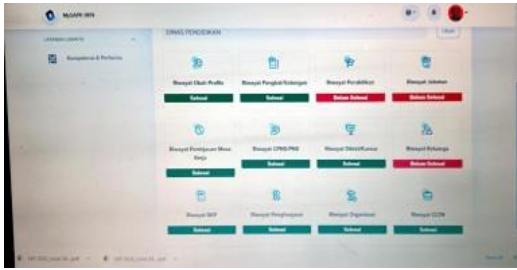 MySAPK BKN
LAYANAN LAINNYA
DINAS PENDIDIKAN
Kompetensi & Performa
Riwayat Ubah Profile
Selesai
Riwayat Pangkat/Golongan
Selesai
Riwayat Pendidikan
Belum Selesai
Riwayat Jabatan
Belum Selesai
Riwayat Peninjauan Masa
Kerja
Selesai
Riwayat CPNS/PNS
Selesai
Riwayat Diklat/Kursus
Selesai
Riwayat Keluarga
Belum Selesai
Riwayat SKP
Selesai
Riwayat Penghargaan
Selesai
Riwayat Organisasi
Selesai
Riwayat CLTN
Selesai